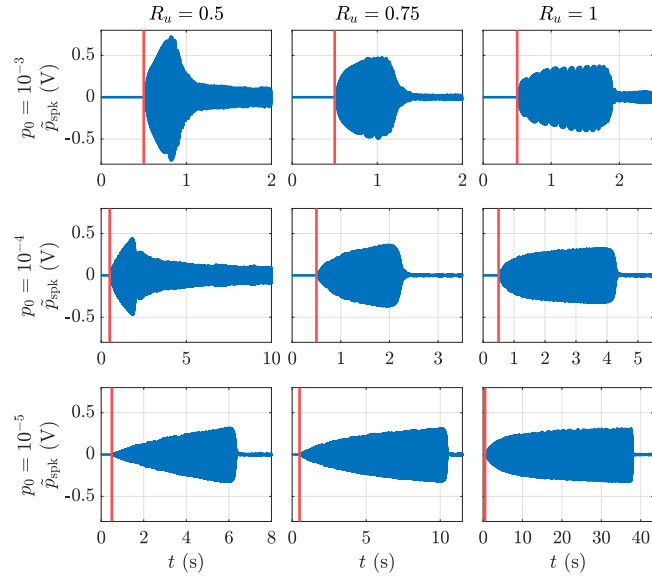 R_u = 0.5
R_u = 0.75
R_u = 1
p_0 = 10^{-3}
p̃_spk (V)
0.5
0
-0.5
0 1 2
0 1 2
0 1 2
p_0 = 10^{-4}
p̃_spk (V)
0.5
0
-0.5
0 5 10
0 1 2 3
0 1 2 3 4 5
p_0 = 10^{-5}
p̃_spk (V)
0.5
0
-0.5
0 2 4 6 8
0 5 10
0 10 20 30 40
t (s)
t (s)
t (s)